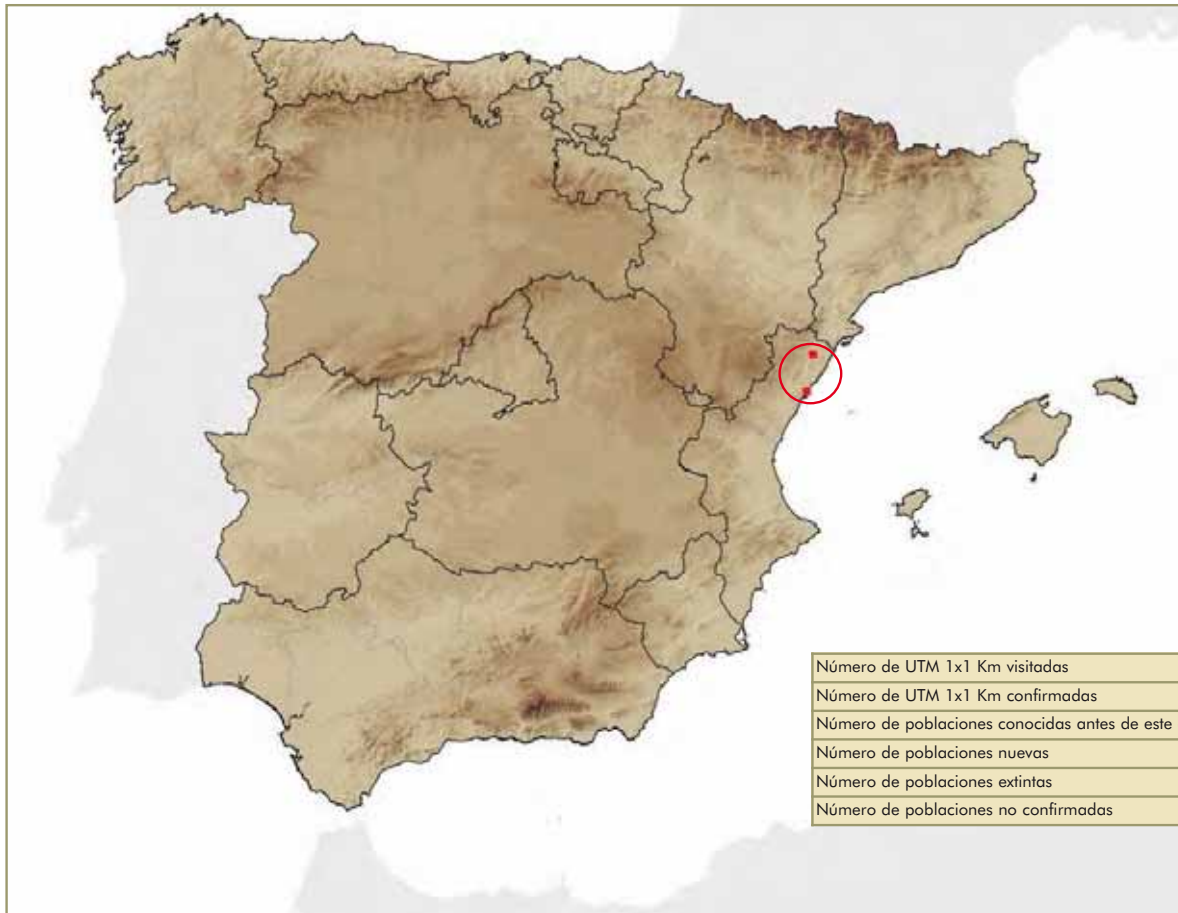 Número de UTM 1x1 Km visitadas
Número de UTM 1x1 Km confirmadas
Número de poblaciones conocidas antes de este
Número de poblaciones nuevas
Número de poblaciones extintas
Número de poblaciones no confirmadas